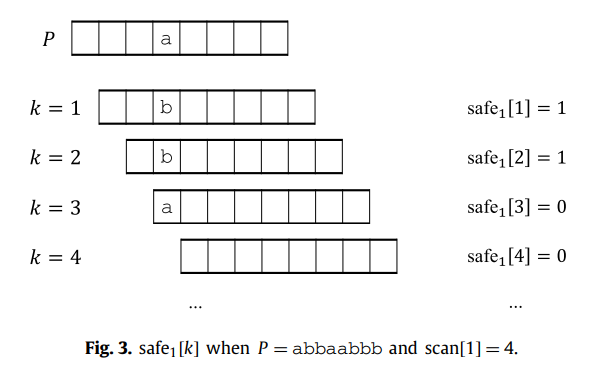 P a
k = 1 b safe₁[1] = 1
k = 2 b safe₁[2] = 1
k = 3 a safe₁[3] = 0
k = 4 safe₁[4] = 0
... ...
Fig. 3. safe₁[k] when P = abbaabbb and scan[1] = 4.